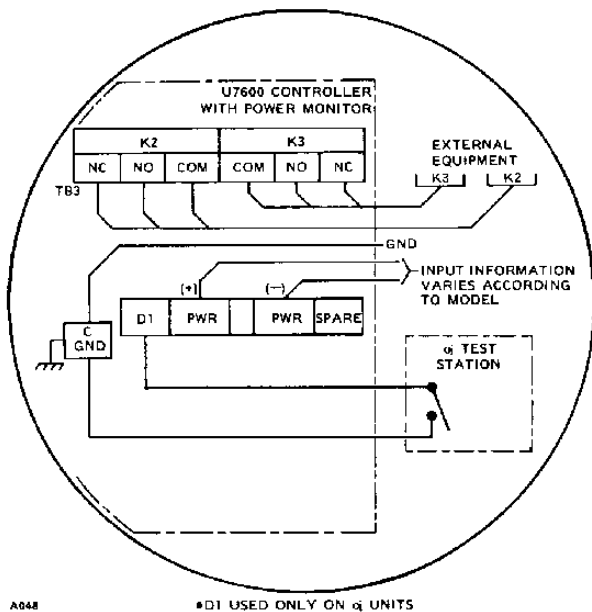 U7600 CONTROLLER
WITH POWER MONITOR
K2 K3
NC NO COM COM NO NC
TB3
EXTERNAL
EQUIPMENT
K3 K2
GND
(+) (—)
INPUT INFORMATION
VARIES ACCORDING
TO MODEL
D1 PWR PWR SPARE
C
GND
oj TEST
STATION
A048
*D1 USED ONLY ON oj UNITS